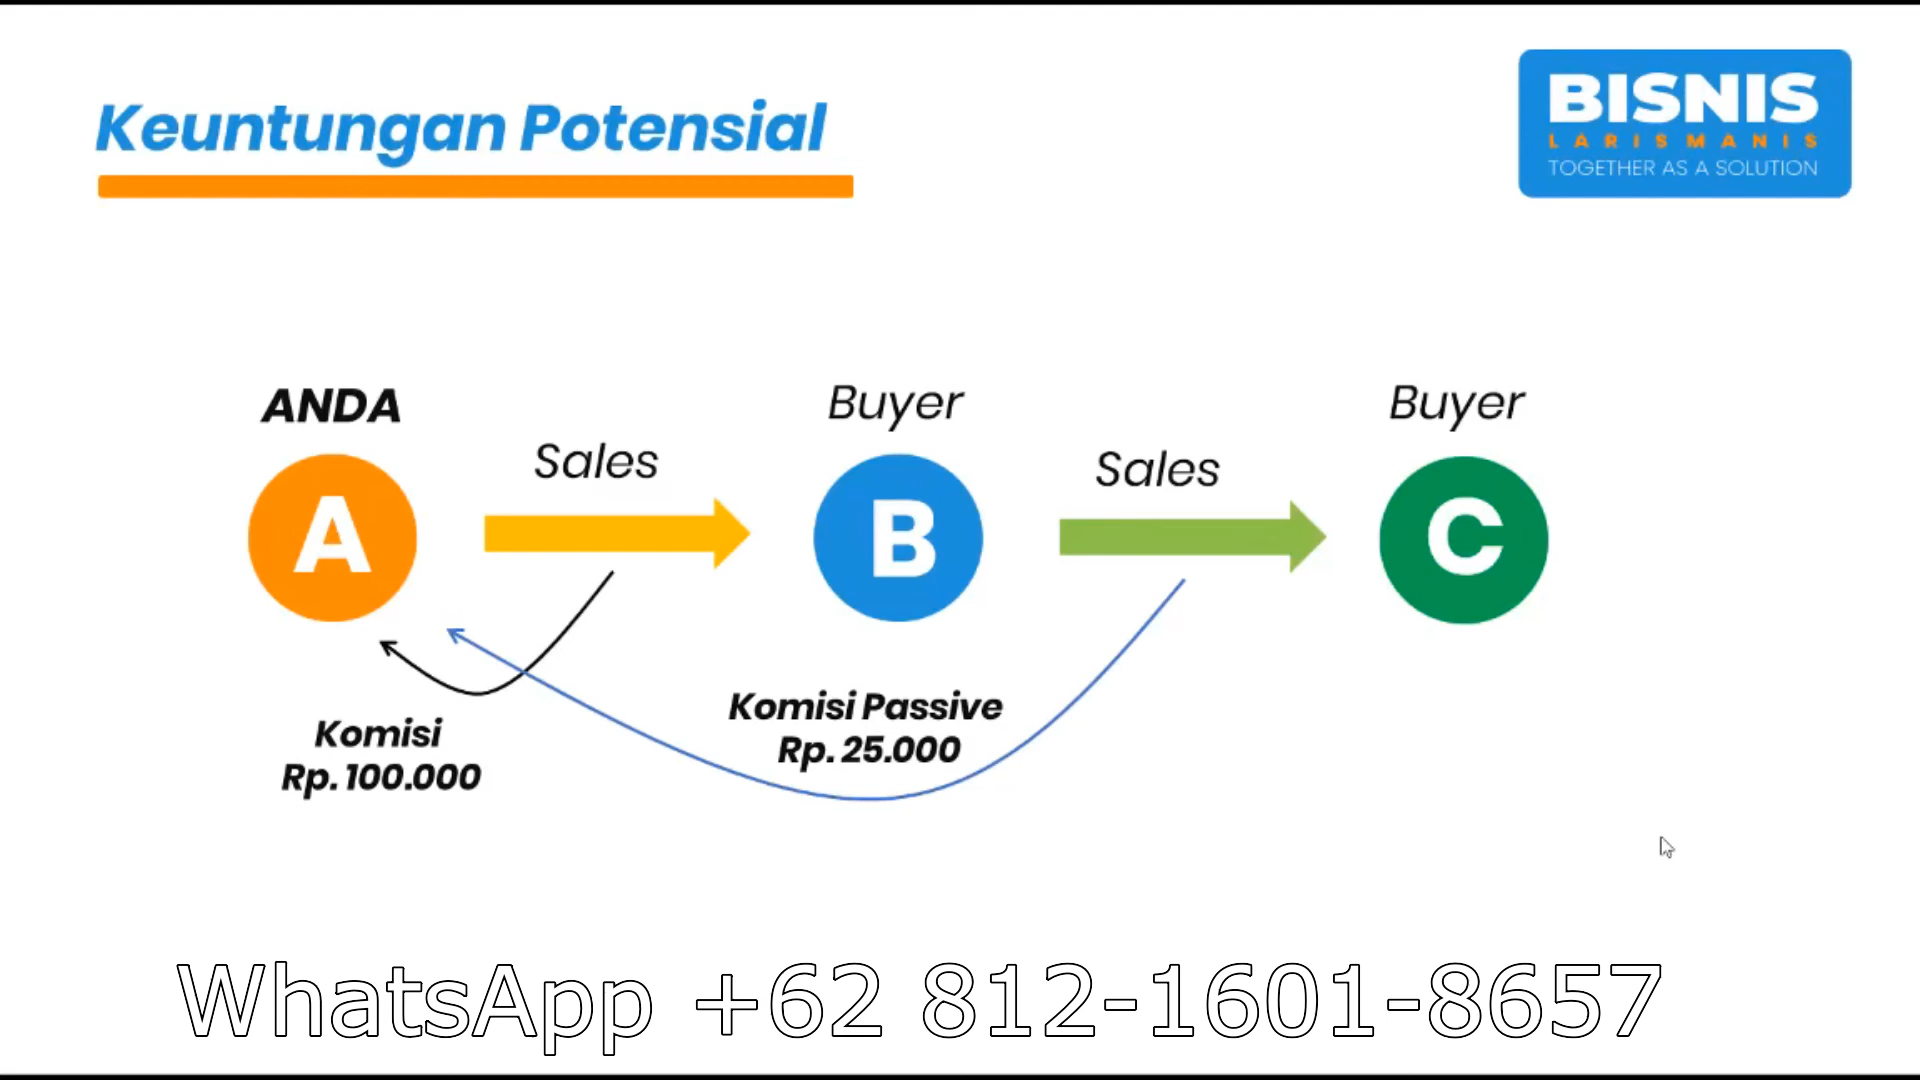 Keuntungan Potensial
BISNIS
LARISMANIS
TOGETHER AS A SOLUTION
ANDA
Buyer
Buyer
Sales
Sales
A
B
C
Komisi
Rp. 100.000
Komisi Passive
Rp. 25.000
WhatsApp +62 812-1601-8657